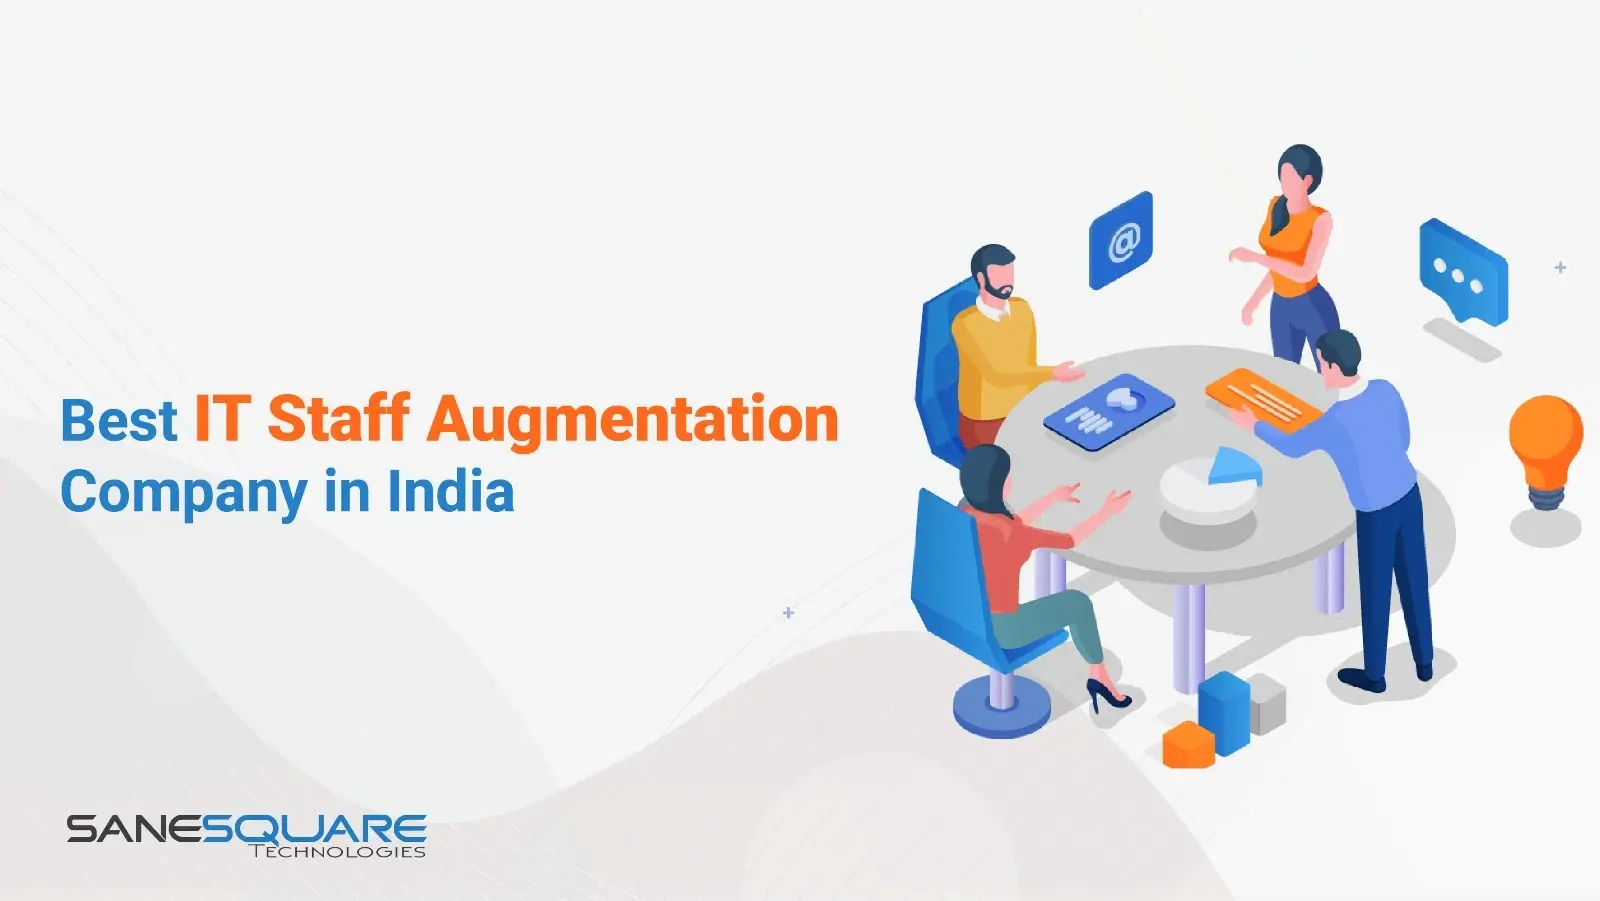 Best IT Staff Augmentation
Company in India
@
SANESQUARE
TECHNOLOGIES